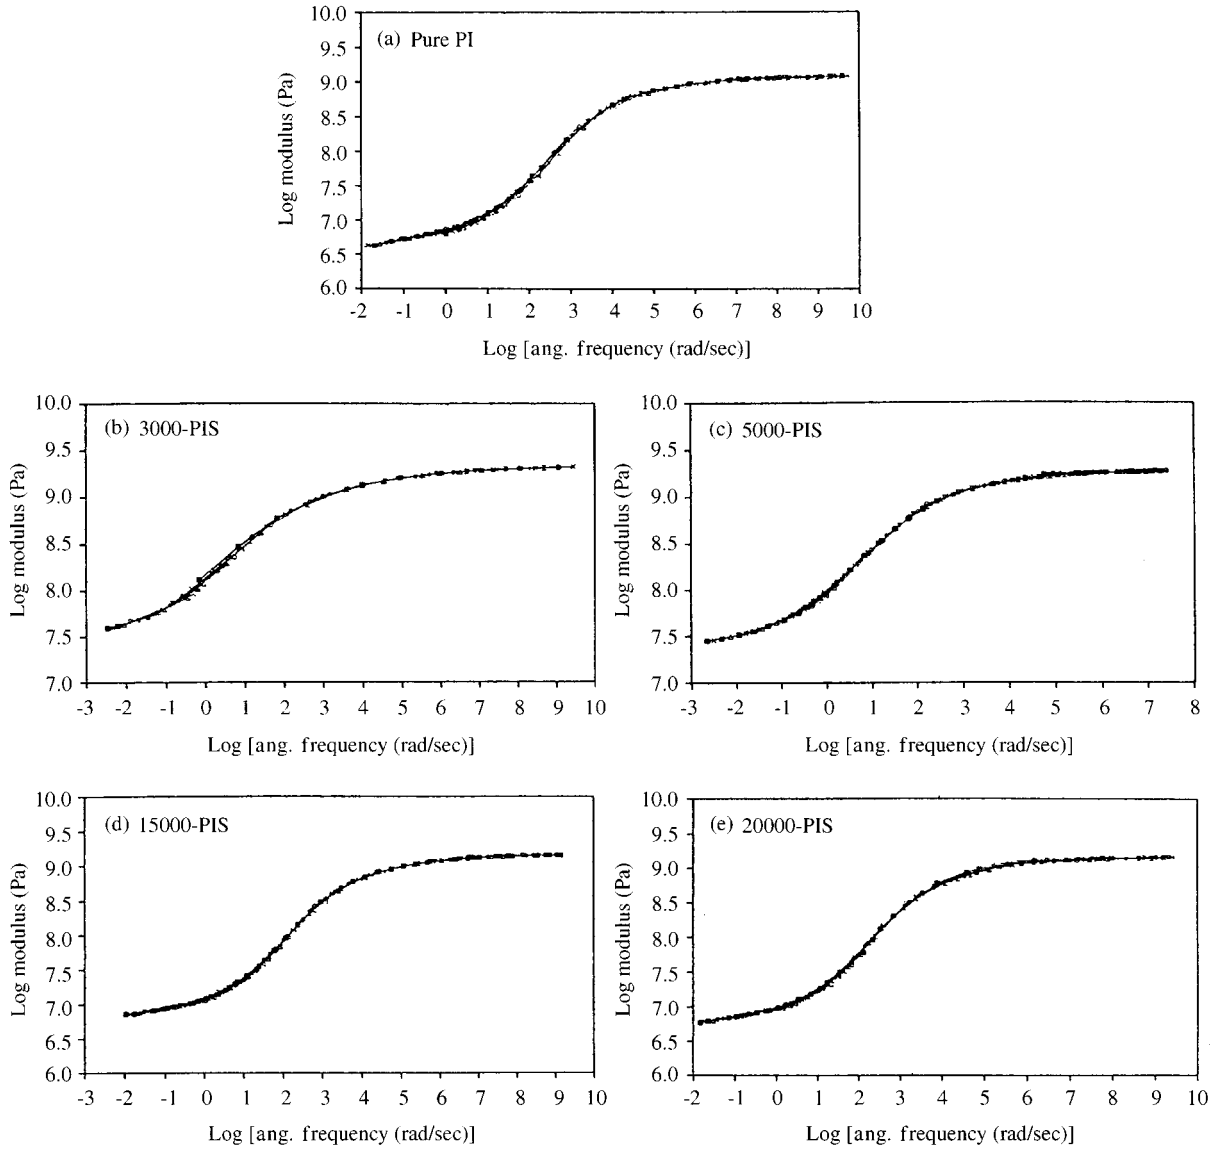 (a) Pure PI
Log modulus (Pa)
10.0
9.5
9.0
8.5
8.0
7.5
7.0
6.5
6.0
-2 -1 0 1 2 3 4 5 6 7 8 9 10
Log [ang. frequency (rad/sec)]
(b) 3000-PIS
Log modulus (Pa)
10.0
9.5
9.0
8.5
8.0
7.5
7.0
-3 -2 -1 0 1 2 3 4 5 6 7 8 9 10
Log [ang. frequency (rad/sec)]
(c) 5000-PIS
Log modulus (Pa)
10.0
9.5
9.0
8.5
8.0
7.5
7.0
-3 -2 -1 0 1 2 3 4 5 6 7 8
Log [ang. frequency (rad/sec)]
(d) 15000-PIS
Log modulus (Pa)
10.0
9.5
9.0
8.5
8.0
7.5
7.0
6.5
6.0
-3 -2 -1 0 1 2 3 4 5 6 7 8 9 10
Log [ang. frequency (rad/sec)]
(e) 20000-PIS
Log modulus (Pa)
10.0
9.5
9.0
8.5
8.0
7.5
7.0
6.5
6.0
-2 -1 0 1 2 3 4 5 6 7 8 9 10
Log [ang. frequency (rad/sec)]